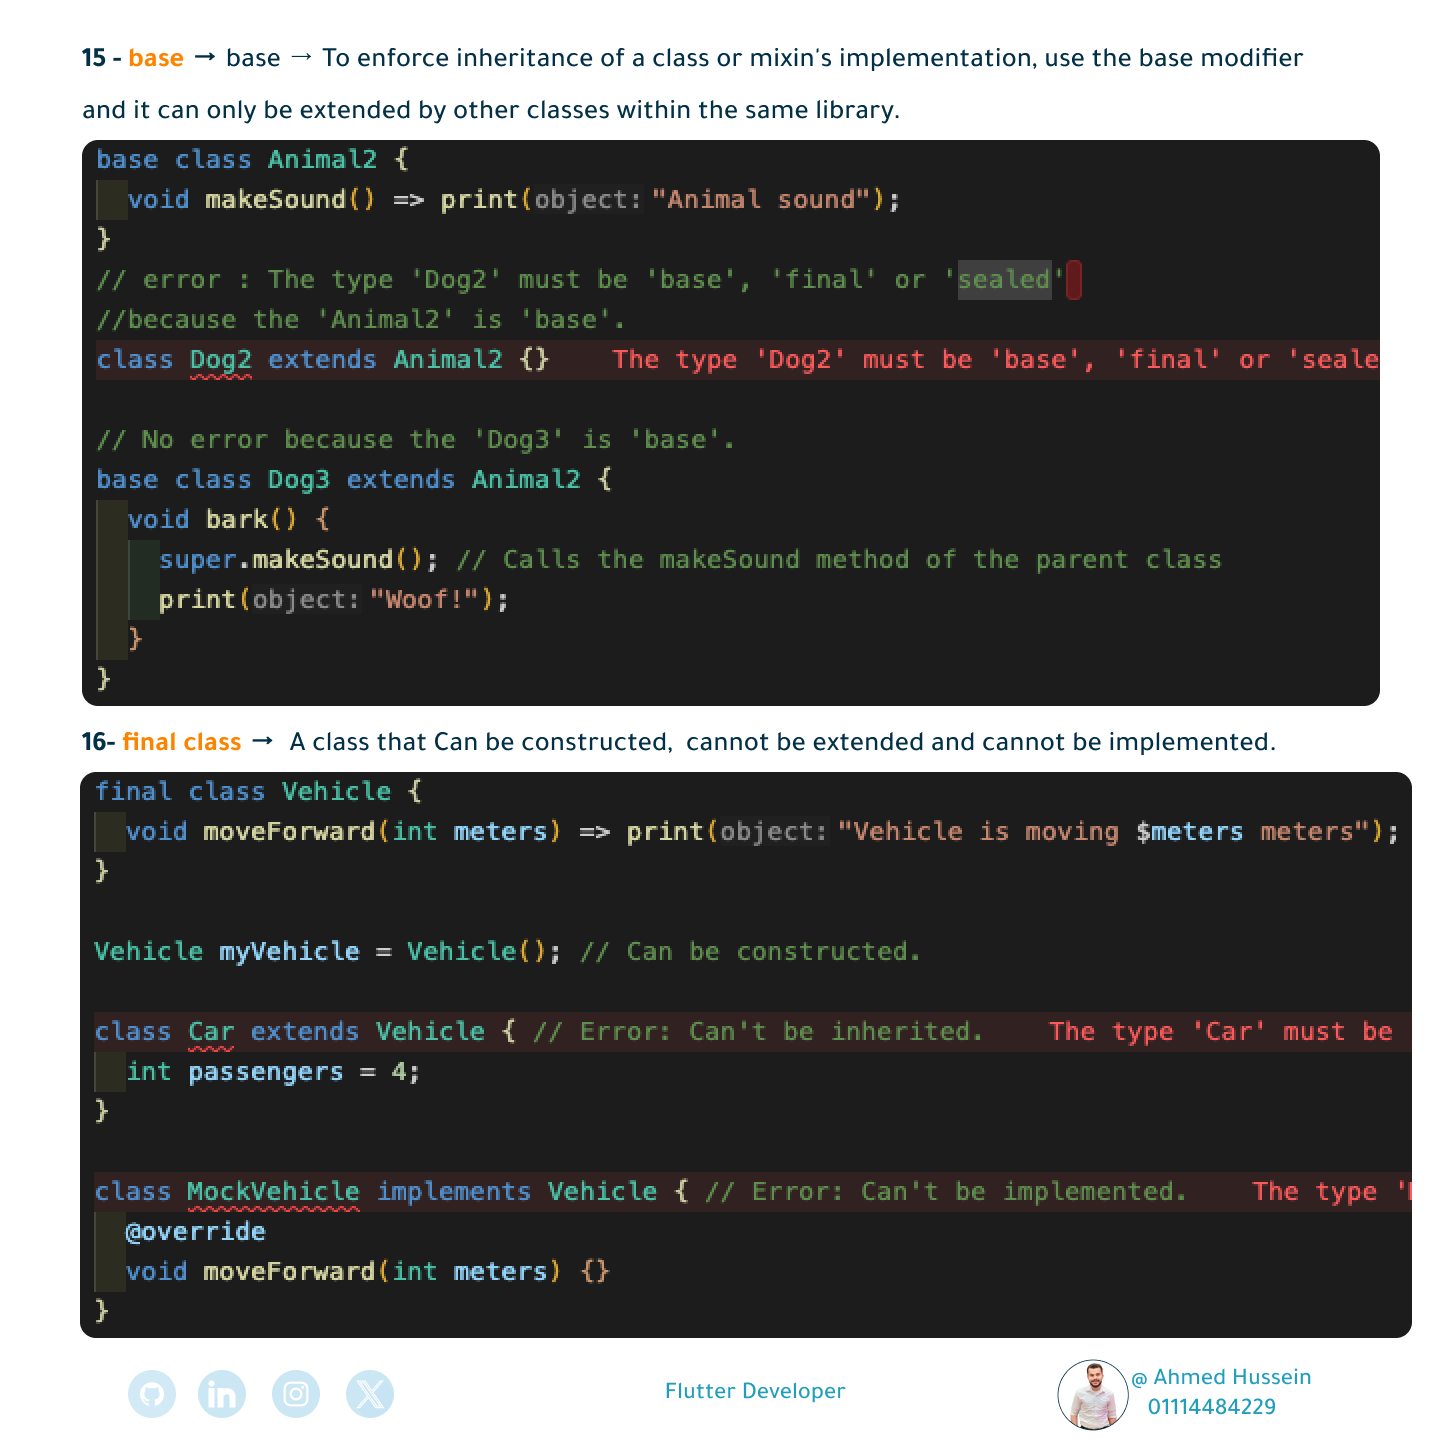 15 - base → base → To enforce inheritance of a class or mixin's implementation, use the base modifier
and it can only be extended by other classes within the same library.
base class Animal2 {
void makeSound() => print(object: "Animal sound");
}
// error : The type 'Dog2' must be 'base', 'final' or 'sealed'
//because the 'Animal2' is 'base'.
class Dog2 extends Animal2 {} The type 'Dog2' must be 'base', 'final' or 'seale
// No error because the 'Dog3' is 'base'.
base class Dog3 extends Animal2 {
void bark() {
super.makeSound(); // Calls the makeSound method of the parent class
print(object: "Woof!");
}
}
16- final class → A class that Can be constructed, cannot be extended and cannot be implemented.
final class Vehicle {
void moveForward(int meters) => print(object: "Vehicle is moving $meters meters");
}
Vehicle myVehicle = Vehicle(); // Can be constructed.
class Car extends Vehicle { // Error: Can't be inherited. The type 'Car' must be
int passengers = 4;
}
class MockVehicle implements Vehicle { // Error: Can't be implemented. The type '
@override
void moveForward(int meters) {}
}
Flutter Developer
@ Ahmed Hussein
01114484229